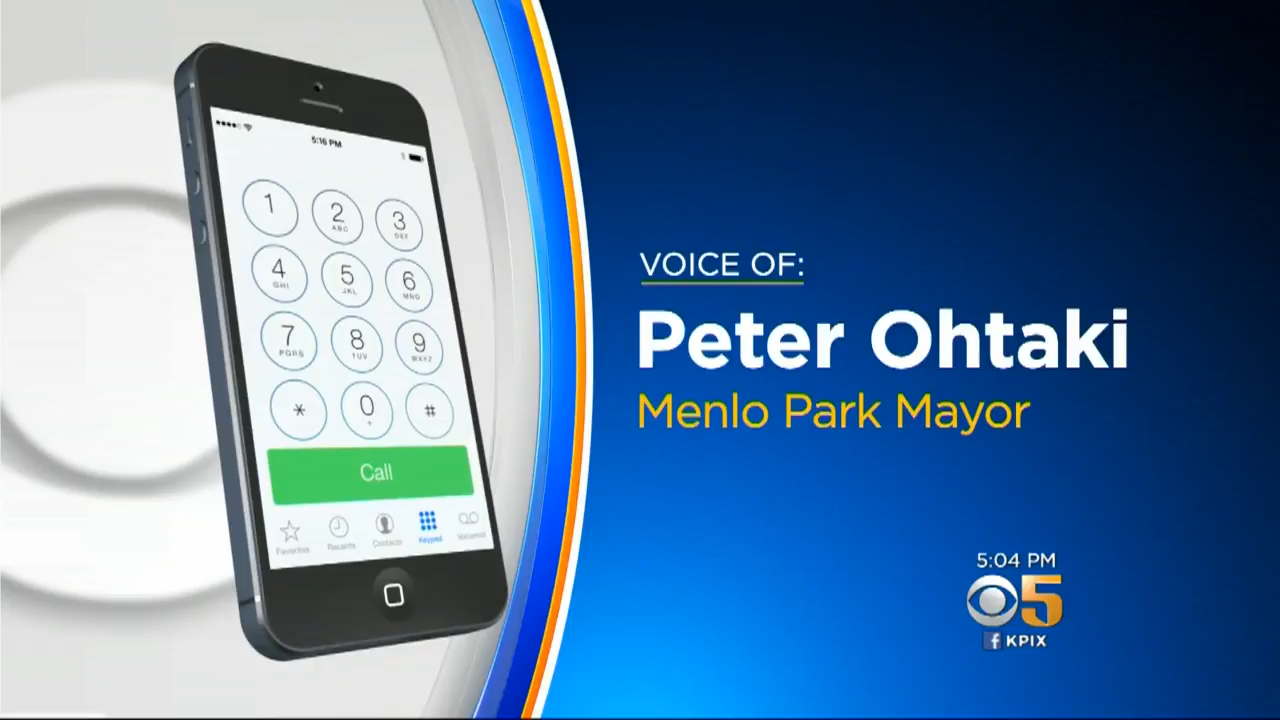 5:16 PM
1
2
ABC
3
DEF
4
GHI
5
JKL
6
MNO
7
PQRS
8
TUV
9
WXYZ
*
0
+
#
Call
Favorites
Recents
Contacts
Keypad
Voicemail
VOICE OF:
Peter Ohtaki
Menlo Park Mayor
5:04 PM
5
f KPIX